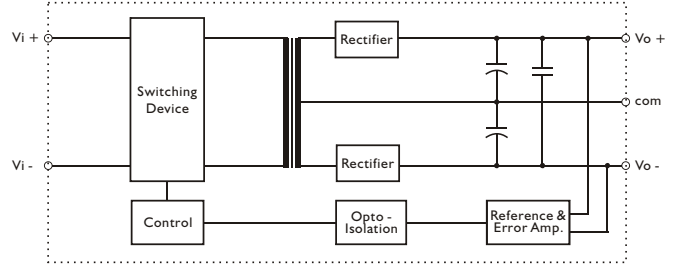 Vi +
Rectifier
Vo +
Switching
Device
com
Vi -
Rectifier
Vo -
Control
Opto -
Isolation
Reference &
Error Amp.